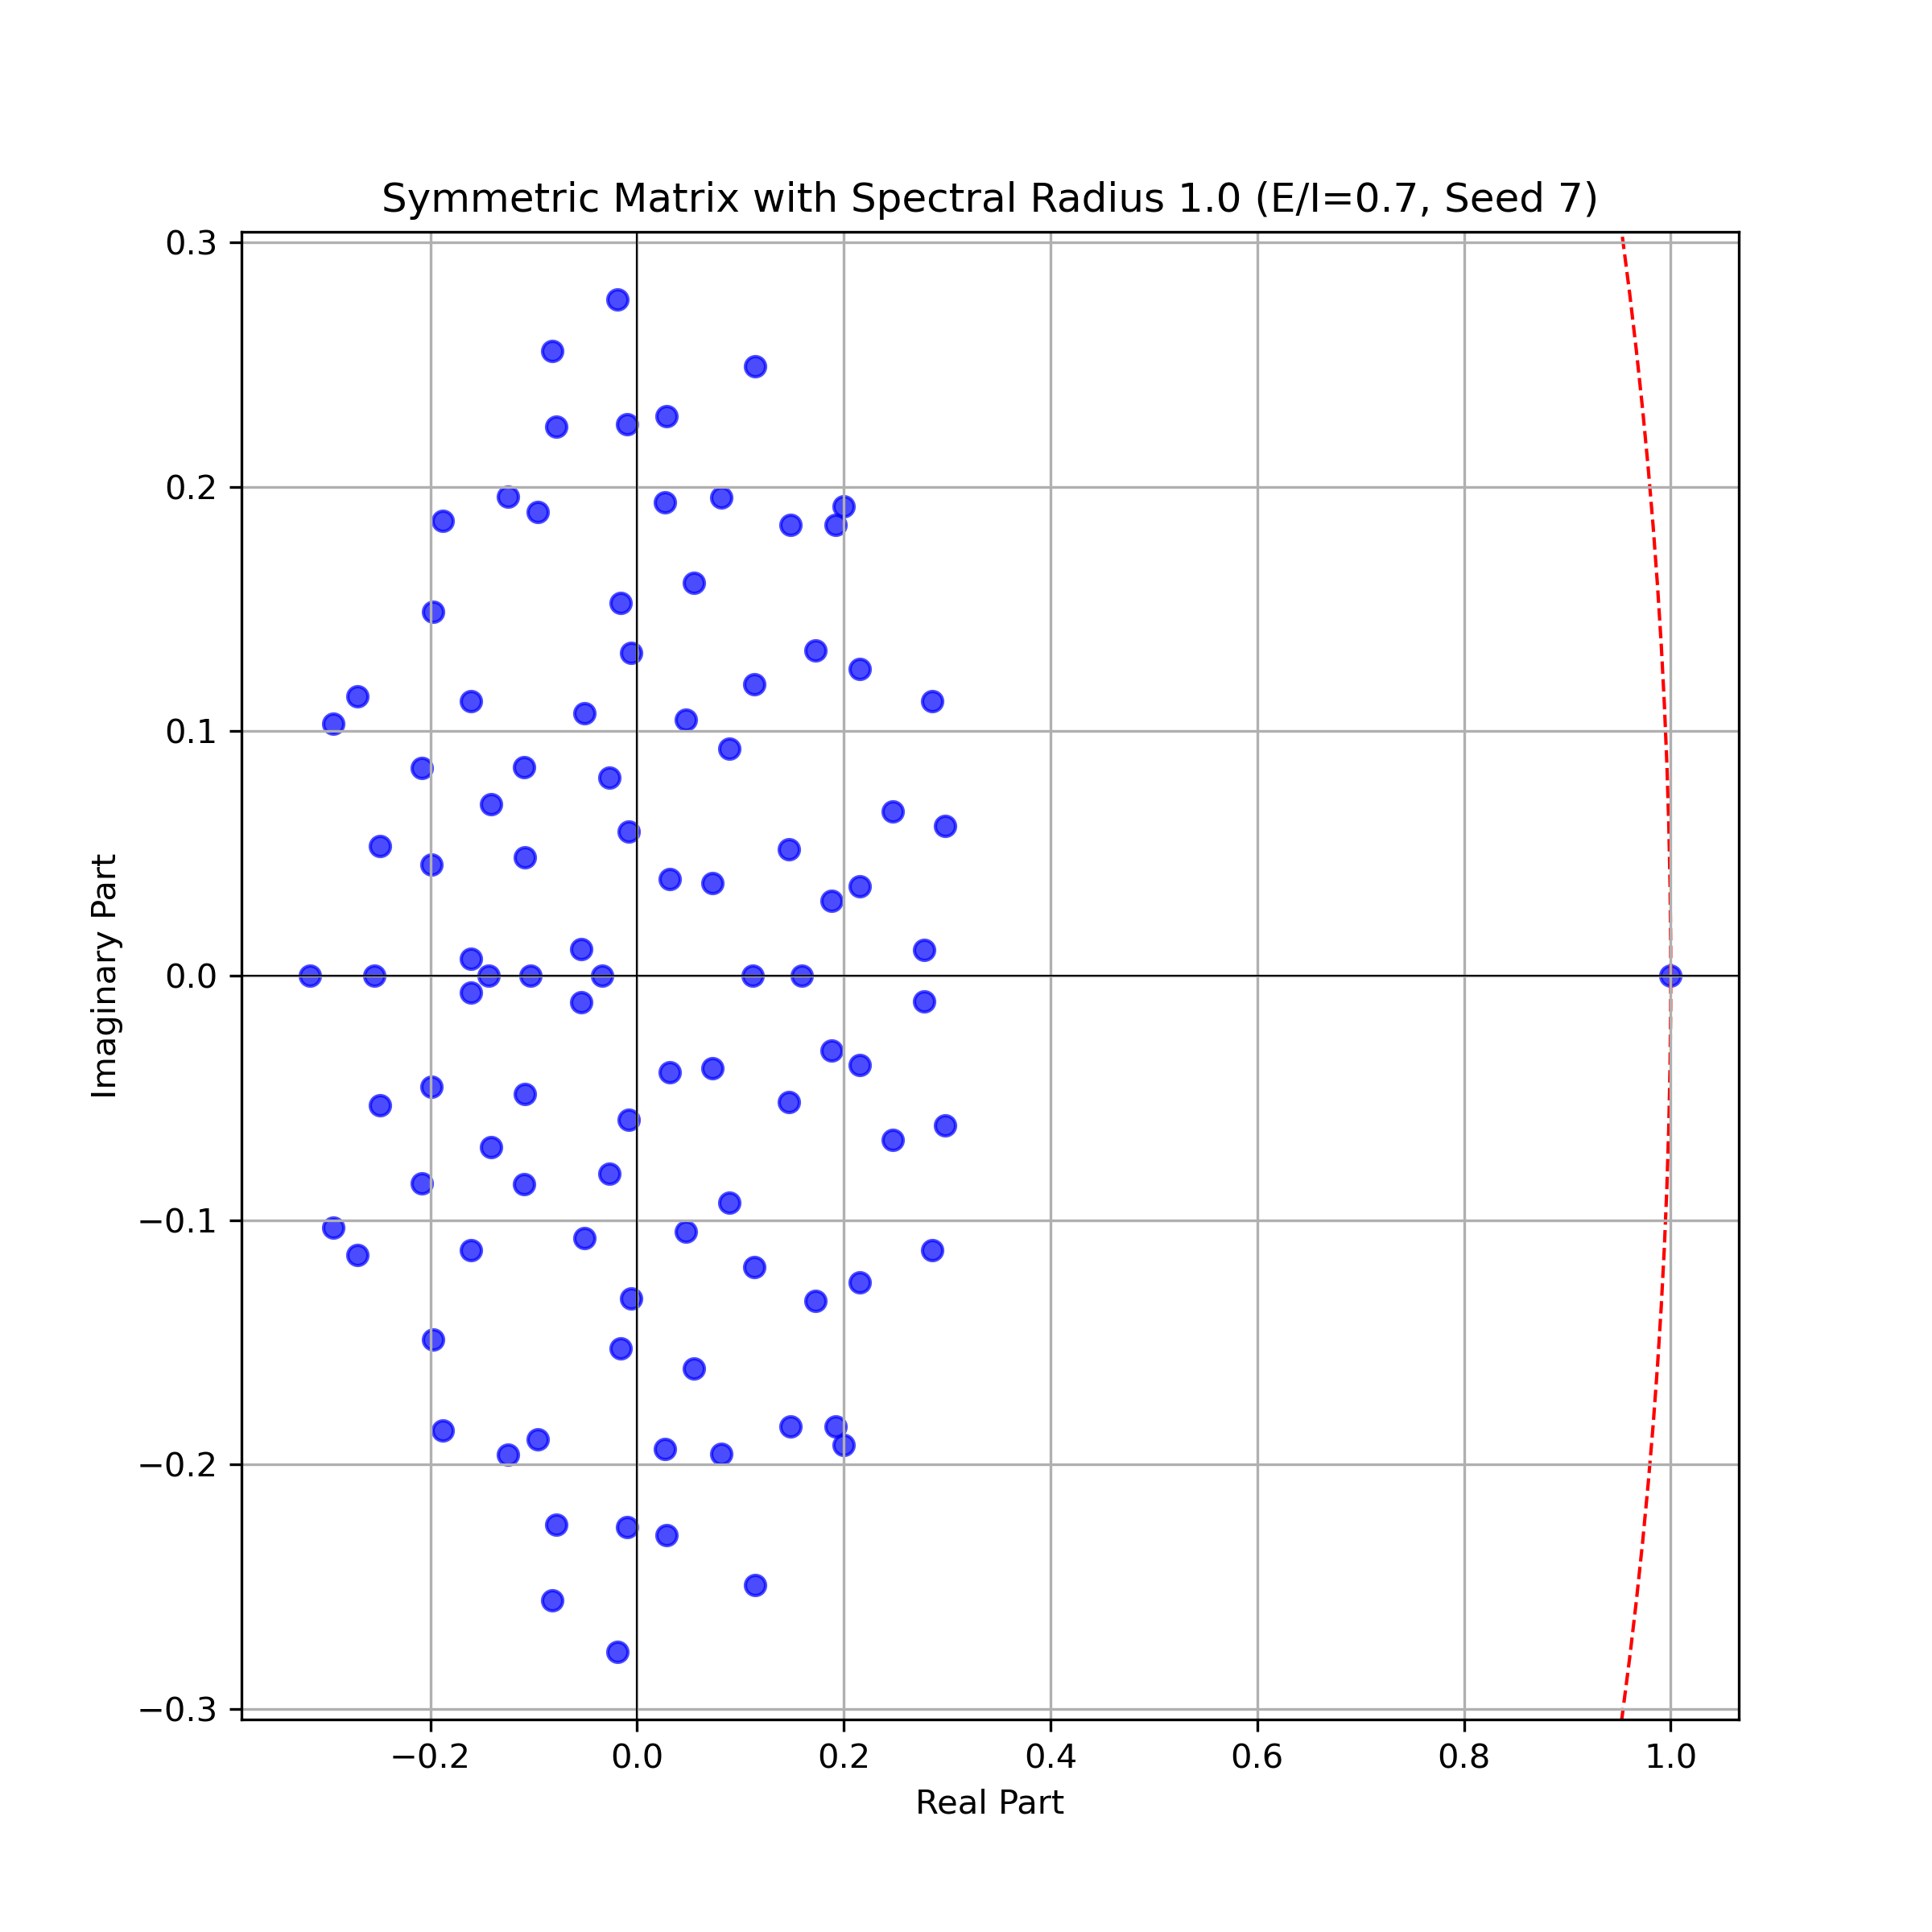 Symmetric Matrix with Spectral Radius 1.0 (E/I=0.7, Seed 7)
0.3
0.2
0.1
0.0
−0.1
−0.2
−0.3
Imaginary Part
−0.2 0.0 0.2 0.4 0.6 0.8 1.0
Real Part